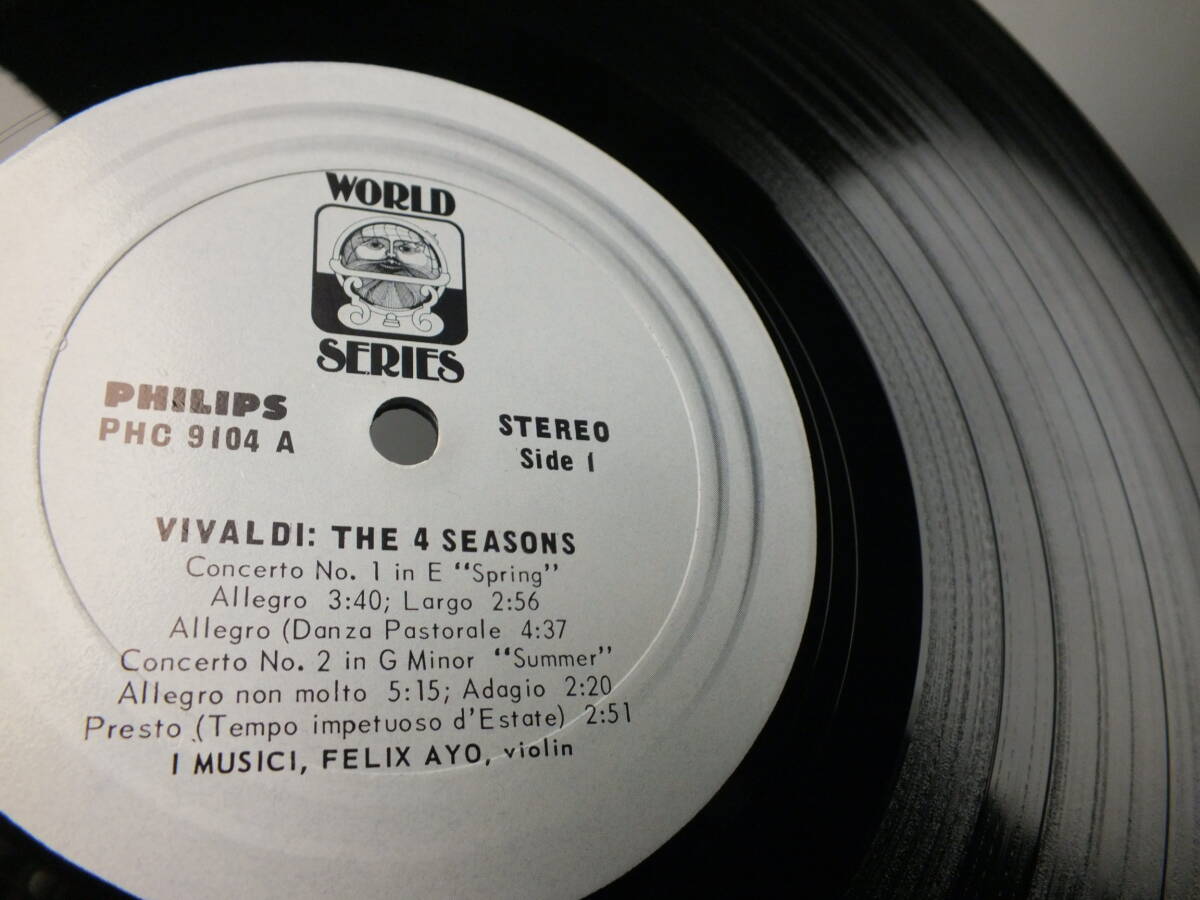 WORLD
SERIES
PHILIPS
PHC 9104 A
STEREO
Side 1
VIVALDI: THE 4 SEASONS
Concerto No. 1 in E "Spring"
Allegro 3:40; Largo 2:56
Allegro (Danza Pastorale 4:37
Concerto No. 2 in G Minor "Summer"
Allegro non molto 5:15; Adagio 2:20
Presto (Tempo impetuoso d'Estate) 2:51
I MUSICI, FELIX AYO, violin